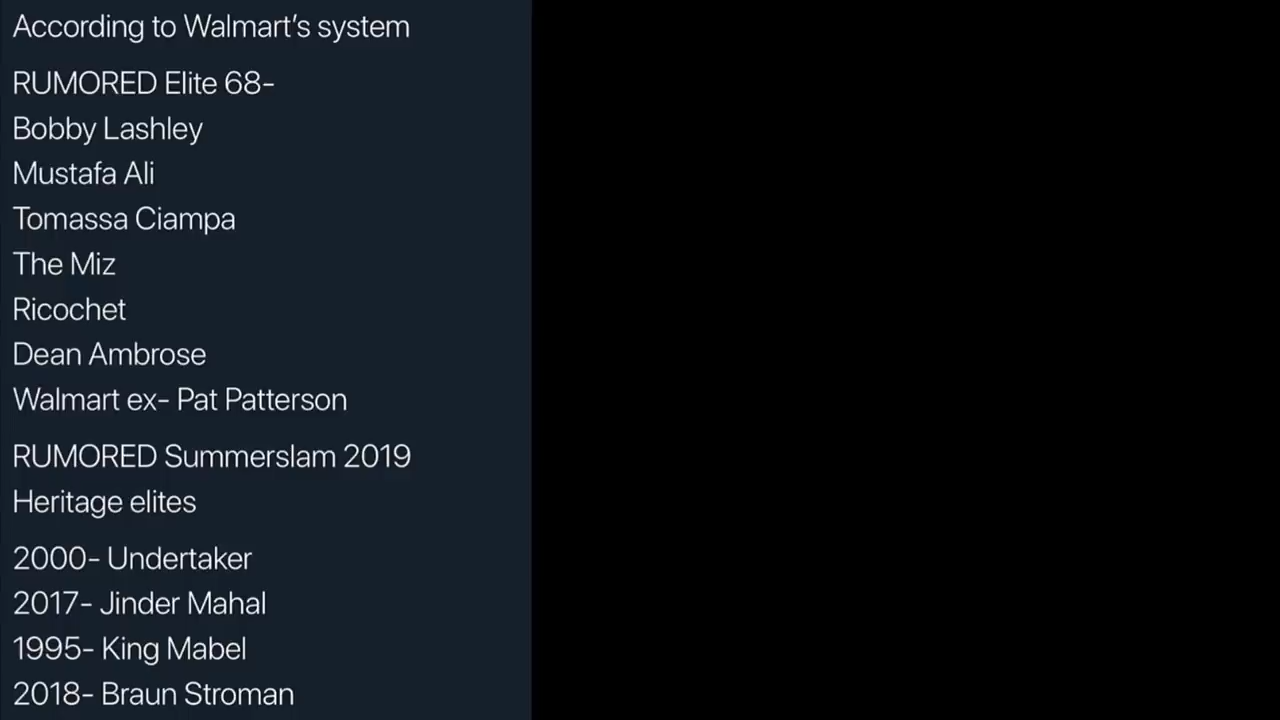 According to Walmart's system
RUMORED Elite 68-
Bobby Lashley
Mustafa Ali
Tomassa Ciampa
The Miz
Ricochet
Dean Ambrose
Walmart ex- Pat Patterson
RUMORED Summerslam 2019
Heritage elites
2000- Undertaker
2017- Jinder Mahal
1995- King Mabel
2018- Braun Stroman